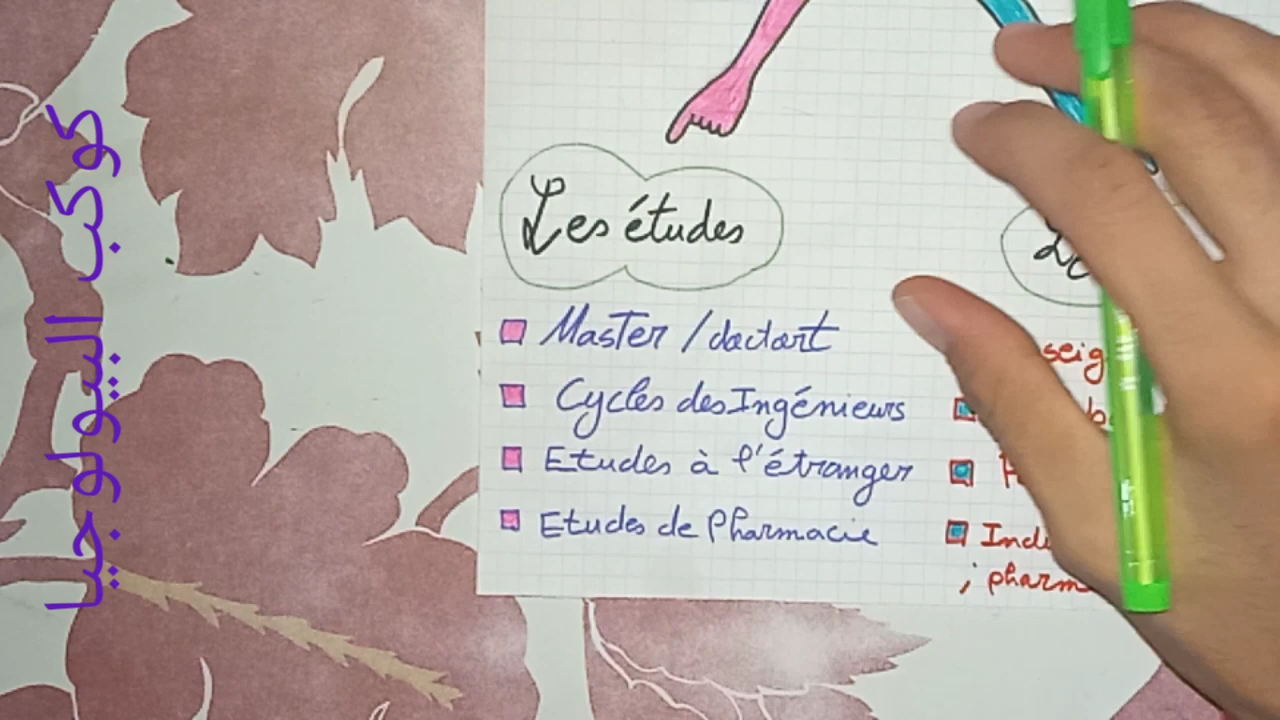 كوكب البيولوجيا
Les études
Master / doctort
Cycles des Ingénieurs
Etudes à l'étranger
Etudes de Pharmacie